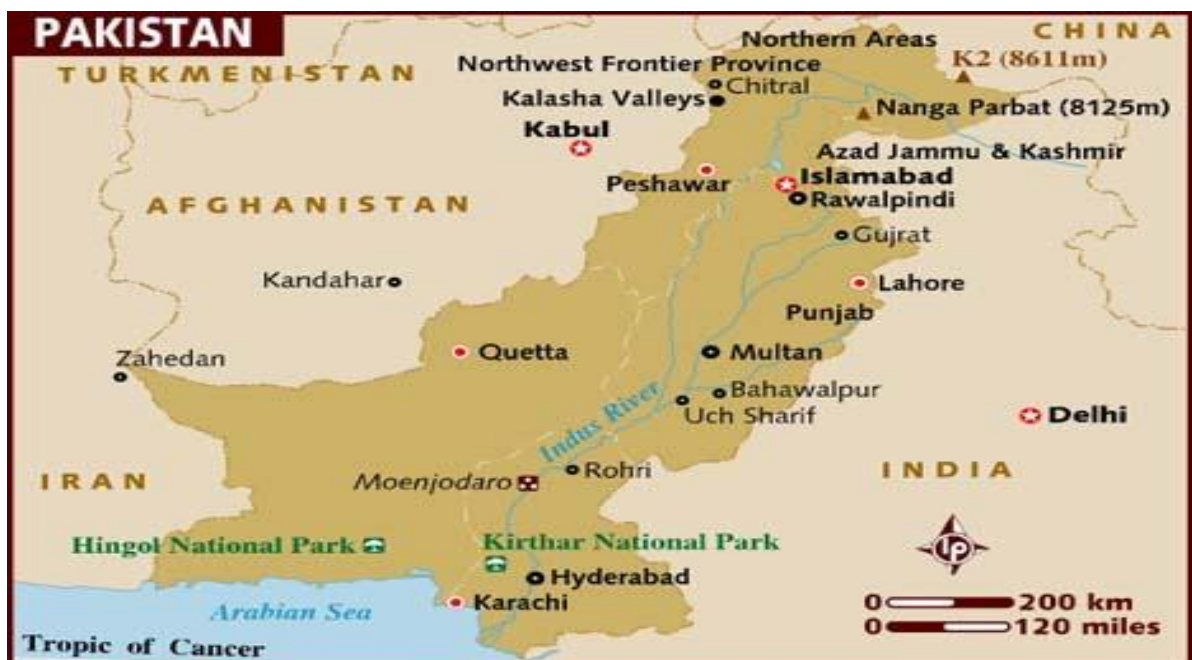 PAKISTAN
CHINA
Northern Areas
TURKMENISTAN
Northwest Frontier Province
K2 (8611m)
Chitral
Kalasha Valleys
Nanga Parbat (8125m)
Kabul
Azad Jammu & Kashmir
Peshawar
Islamabad
Rawalpindi
AFGHANISTAN
Gujrat
Kandahar
Lahore
Punjab
Zahedan
Quetta
Multan
Bahawalpur
Uch Sharif
Indus River
Delhi
IRAN
Moenjodaro
Rohri
INDIA
Hingol National Park
Kirthar National Park
lp
Hyderabad
Karachi
Arabian Sea
0 200 km
0 120 miles
Tropic of Cancer